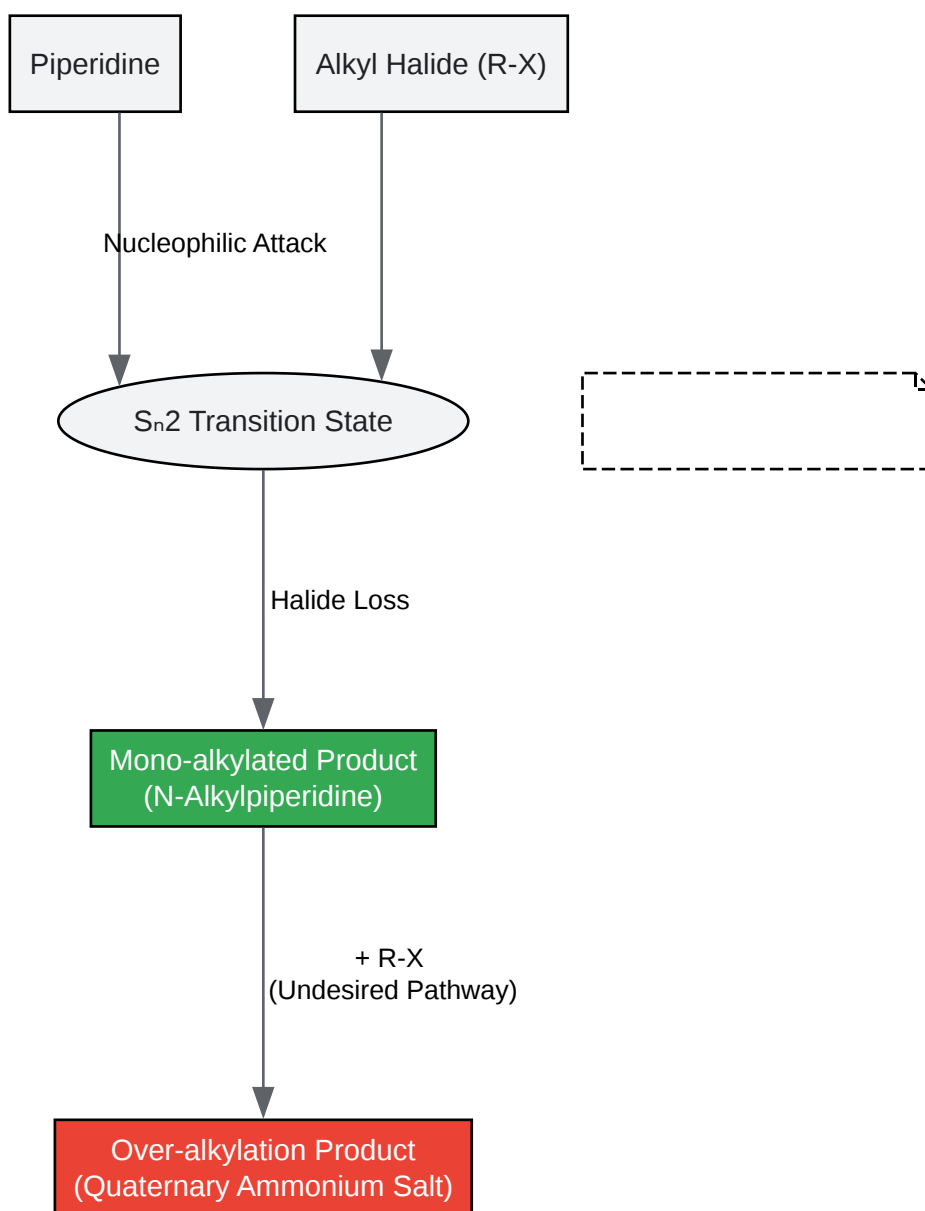 Piperidine
Alkyl Halide (R-X)
Nucleophilic Attack
Sₙ2 Transition State
Halide Loss
Mono-alkylated Product
(N-Alkylpiperidine)
+ R-X
(Undesired Pathway)
Over-alkylation Product
(Quaternary Ammonium Salt)